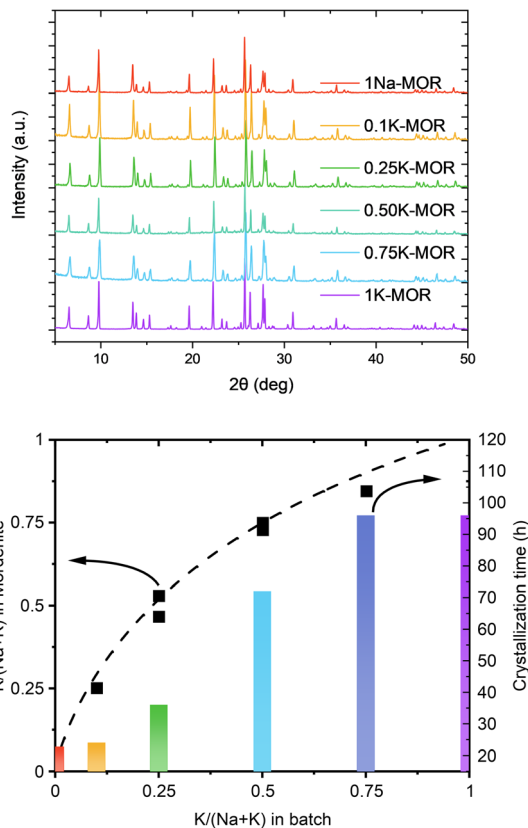 Intensity (a.u.)
1Na-MOR
0.1K-MOR
0.25K-MOR
0.50K-MOR
0.75K-MOR
1K-MOR
10 20 30 40 50
2θ (deg)
1
0.75
0.5
0.25
0
120
110
100
90
80
70
60
50
40
30
20
K/(Na+K) in Mordenite
Crystallization time (h)
0 0.25 0.5 0.75 1
K/(Na+K) in batch